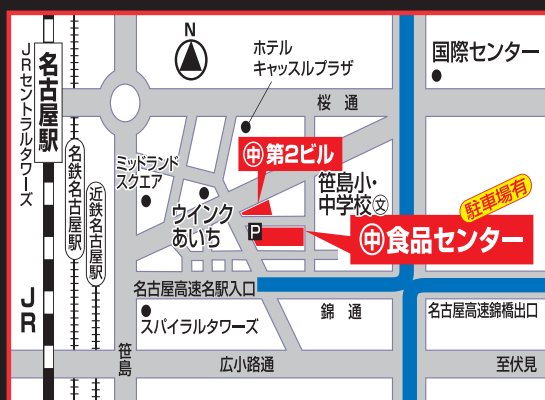 N
ホテル
キャッスルプラザ
国際センター
JRセントラルタワーズ
名古屋駅
桜通
㊥第2ビル
ミッドランド
スクエア
笹島小・
中学校㊛
名鉄名古屋駅
近鉄名古屋駅
ウインク
あいち
駐車場有
P
㊥食品センター
名古屋高速名駅入口
JR
錦通
名古屋高速錦橋出口
スパイラルタワーズ
笹島
広小路通
至伏見